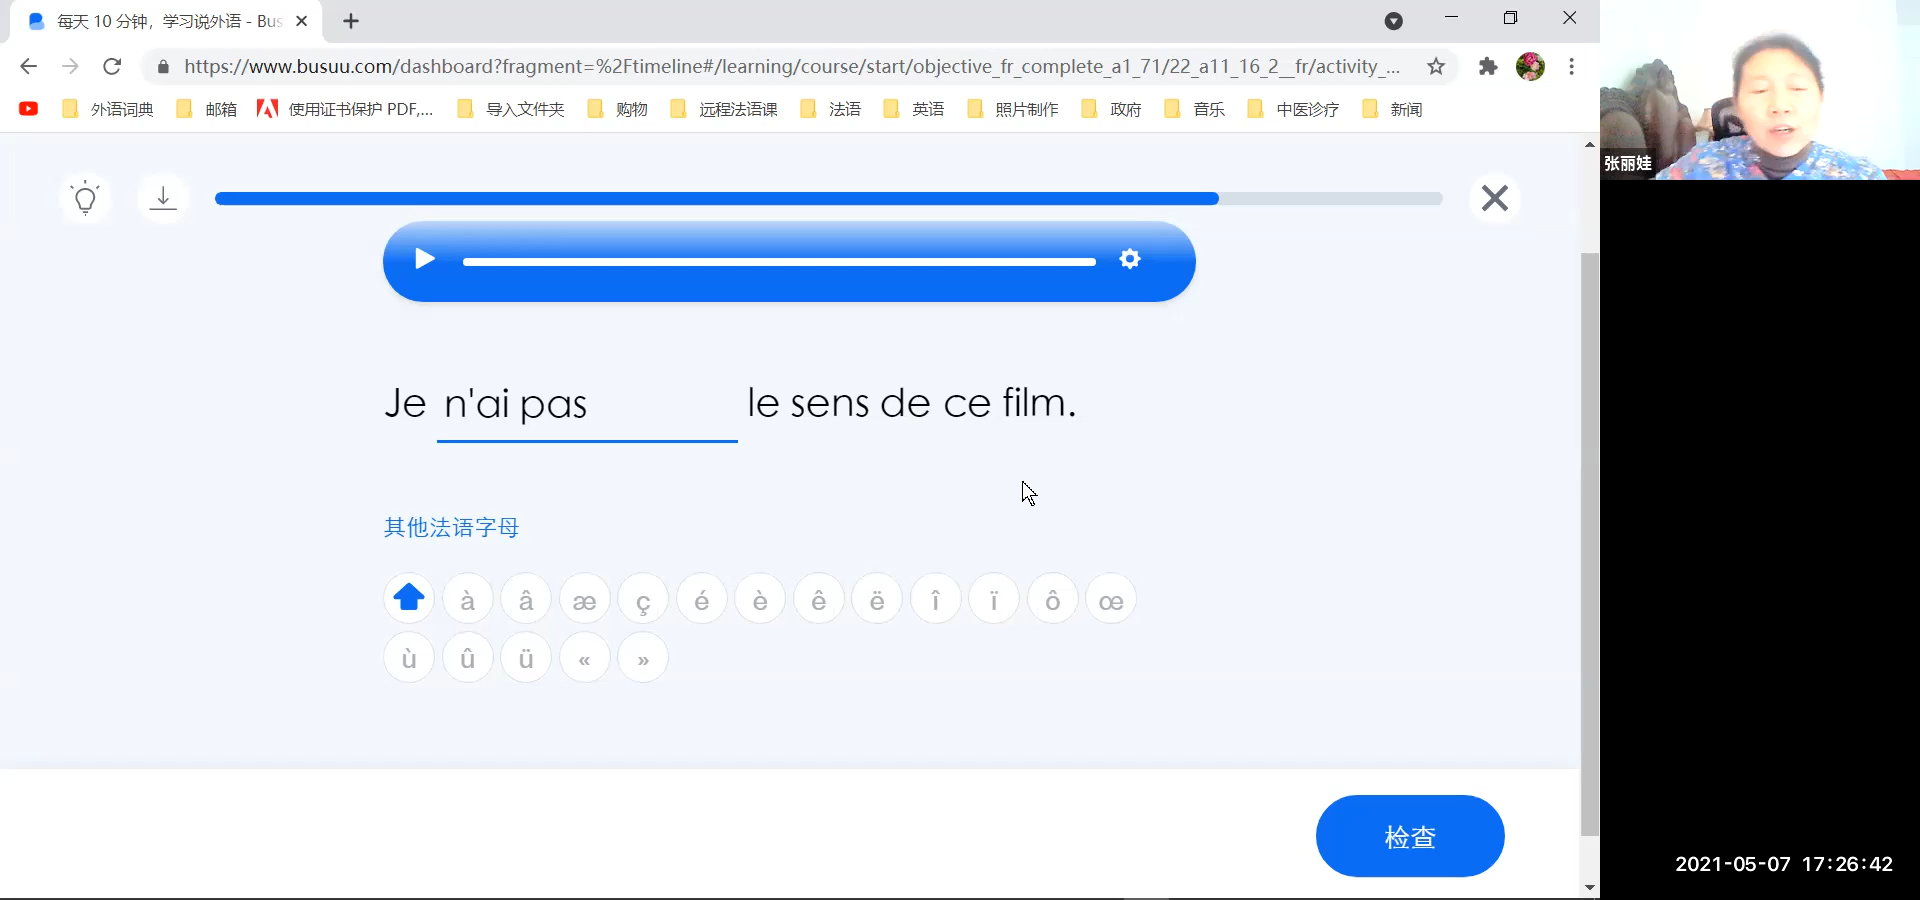 每天 10 分钟，学习说外语 - Bus
https://www.busuu.com/dashboard?fragment=%2Ftimeline#/learning/course/start/objective_fr_complete_a1_71/22_a11_16_2__fr/activity_...
外语词典 邮箱 使用证书保护 PDF,... 导入文件夹 购物 远程法语课 法语 英语 照片制作 政府 音乐 中医诊疗 新闻
张丽娃
Je n'ai pas le sens de ce film.
其他法语字母
à â æ ç é è ê ë î ï ô œ
ù û ü « »
检查
2021-05-07 17:26:42